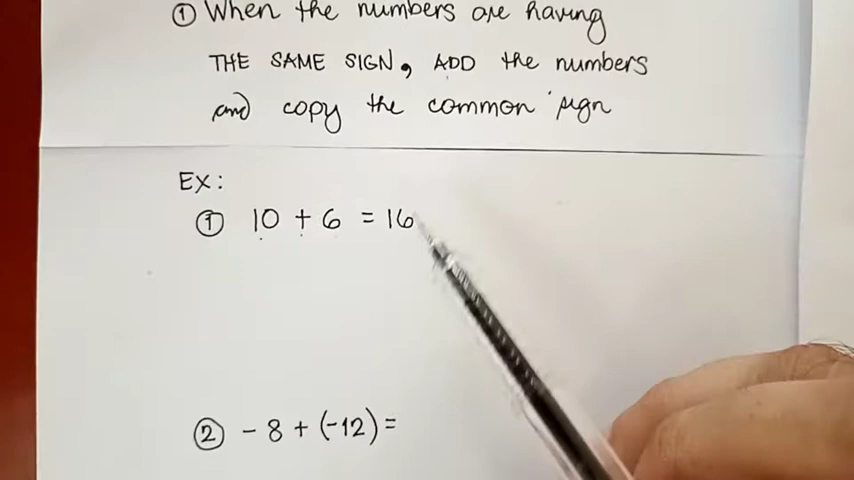 ① When the numbers are having
THE SAME SIGN, ADD the numbers
and copy the common sign
EX:
① 10 + 6 = 16
② - 8 + (-12) =